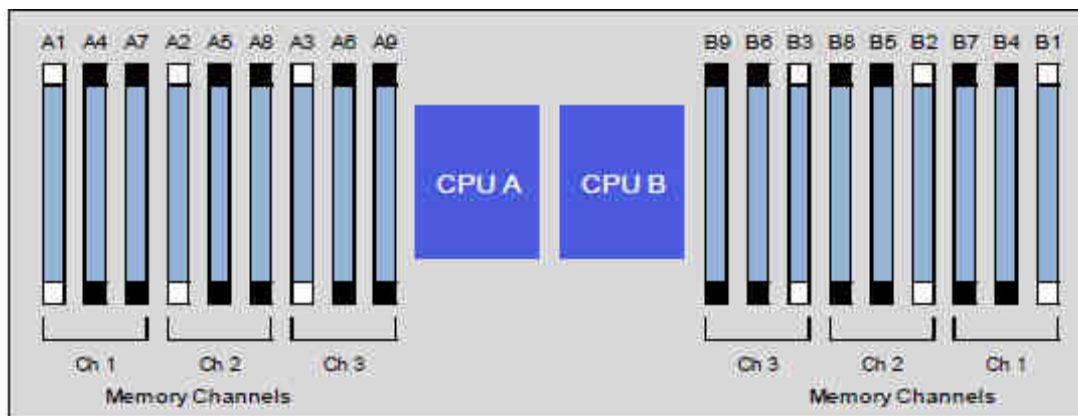 A1 A4 A7 A2 A5 A8 A3 A6 A9
B9 B6 B3 B8 B5 B2 B7 B4 B1
CPU A
CPU B
Ch 1
Ch 2
Ch 3
Ch 3
Ch 2
Ch 1
Memory Channels
Memory Channels